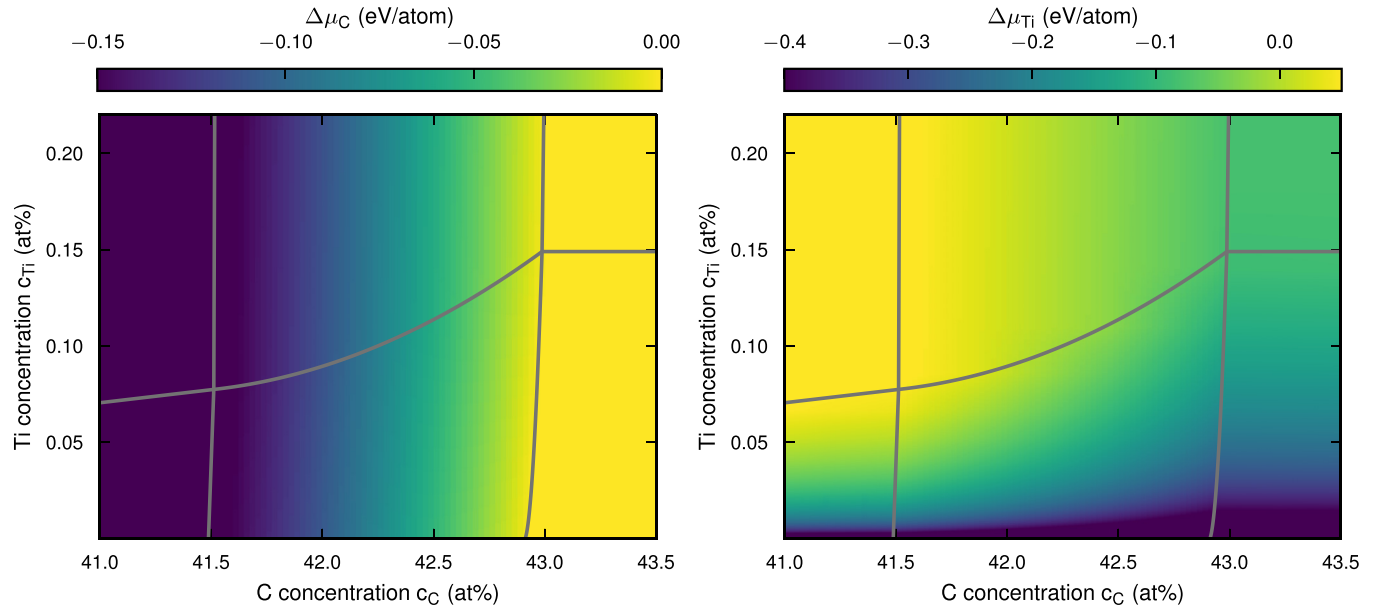 Δμ_C (eV/atom)
−0.15 −0.10 −0.05 0.00
Ti concentration c_Ti (at%)
0.20
0.15
0.10
0.05
41.0 41.5 42.0 42.5 43.0 43.5
C concentration c_C (at%)
Δμ_Ti (eV/atom)
−0.4 −0.3 −0.2 −0.1 0.0
Ti concentration c_Ti (at%)
0.20
0.15
0.10
0.05
41.0 41.5 42.0 42.5 43.0 43.5
C concentration c_C (at%)